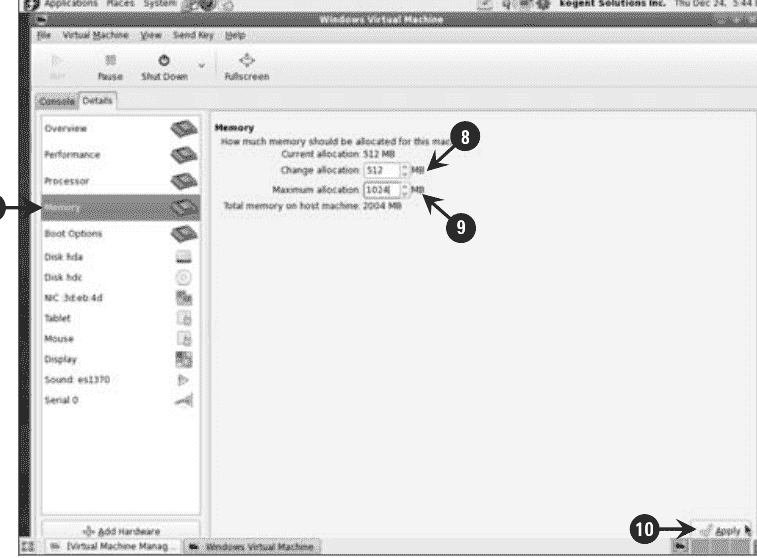 Applications Places System
kogent Solutions Inc. Thu Dec 24, 5:44
Windows Virtual Machine
File Virtual Machine View Send Key Help
Run Pause Shut Down Fullscreen
Console Details
Overview
Performance
Processor
Memory
Boot Options
Disk hda
Disk hdc
NIC :3d:eb:4d
Tablet
Mouse
Display
Sound: es1370
Serial 0
Add Hardware
Memory
How much memory should be allocated for this mac
Current allocation: 512 MB
Change allocation: 512 MB
Maximum allocation: 1024 MB
Total memory on host machine: 2004 MB
8
9
10
Apply
[Virtual Machine Manag...
Windows Virtual Machine